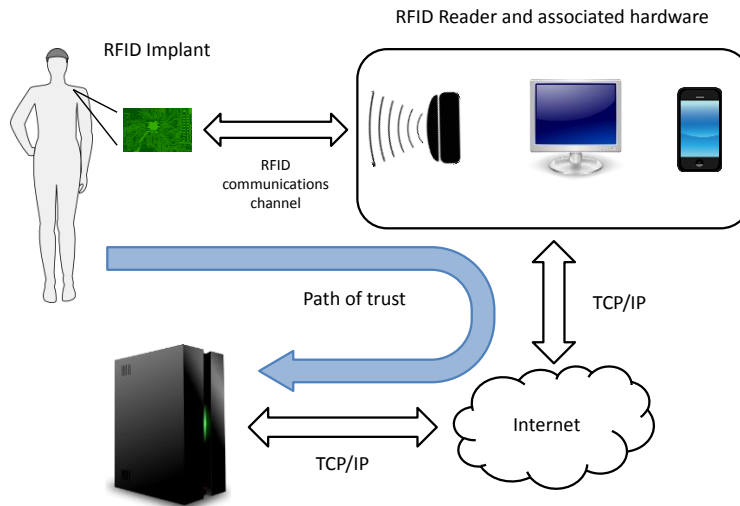 RFID Reader and associated hardware
RFID Implant
RFID
communications
channel
Path of trust
TCP/IP
Internet
TCP/IP